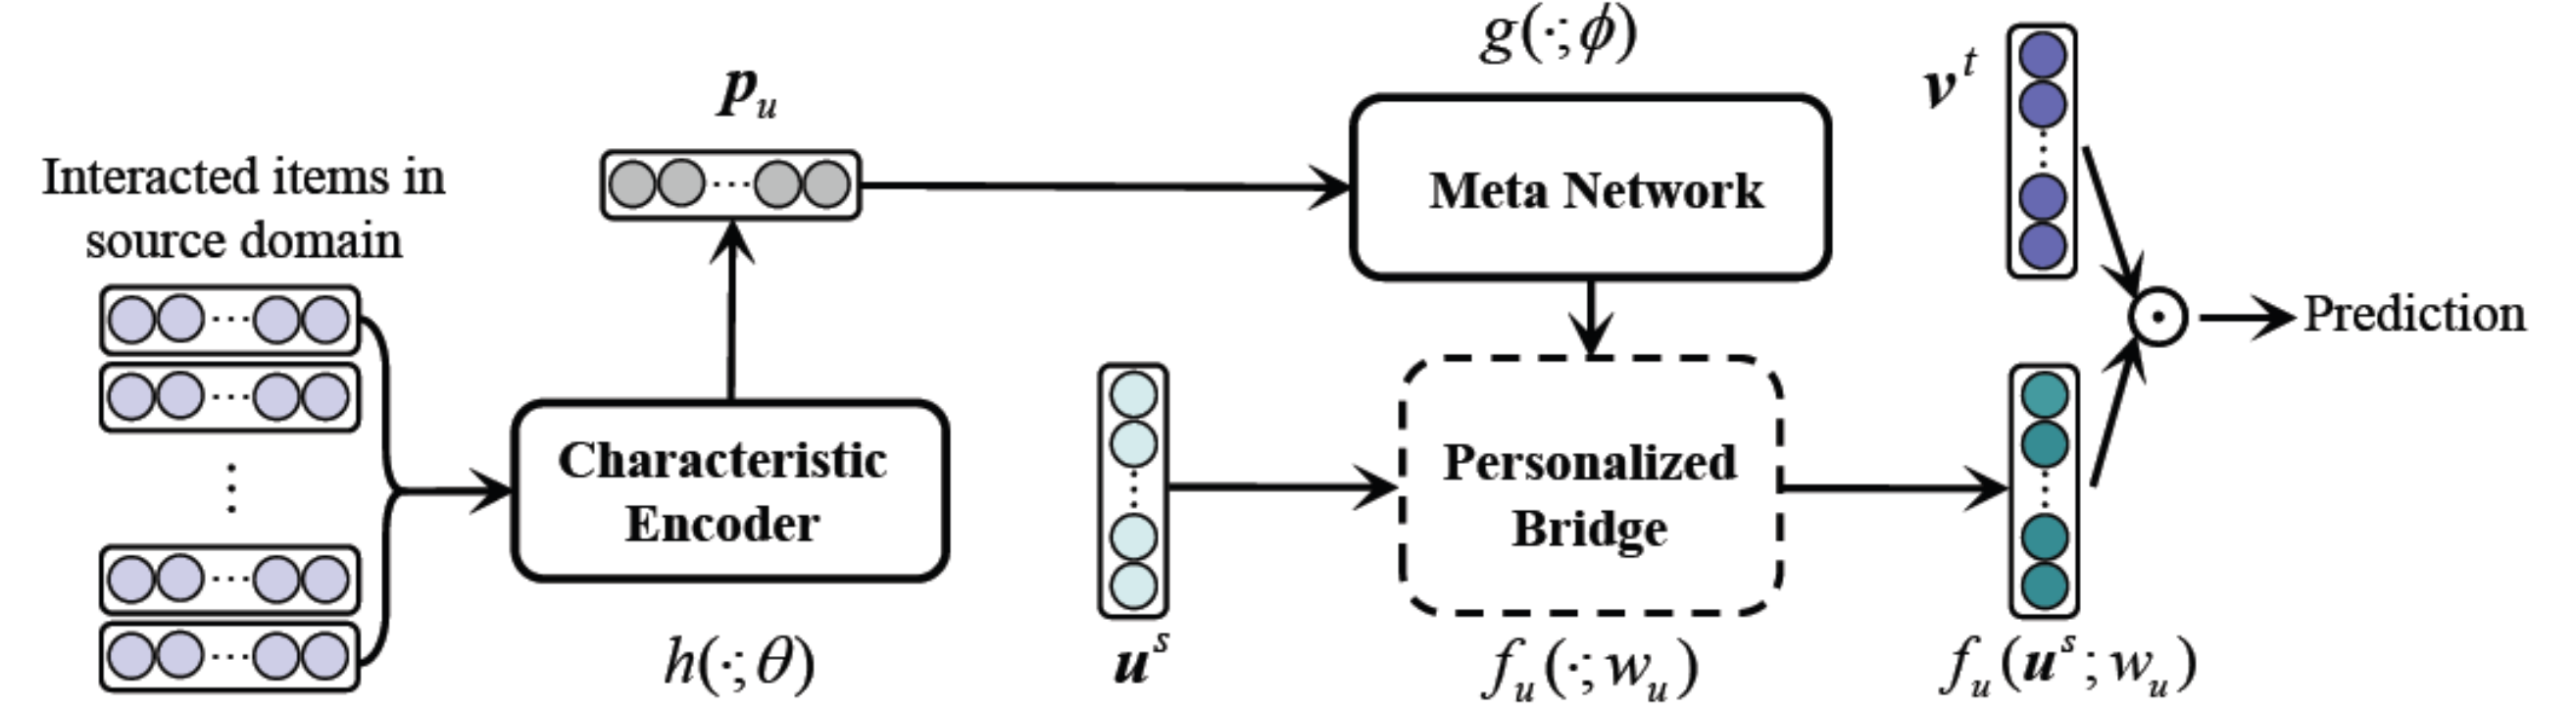 Interacted items in
source domain
p_u
h(·;θ)
Characteristic
Encoder
g(·;ϕ)
Meta Network
u^s
Personalized
Bridge
f_u(·;w_u)
v^t
f_u(u^s;w_u)
Prediction